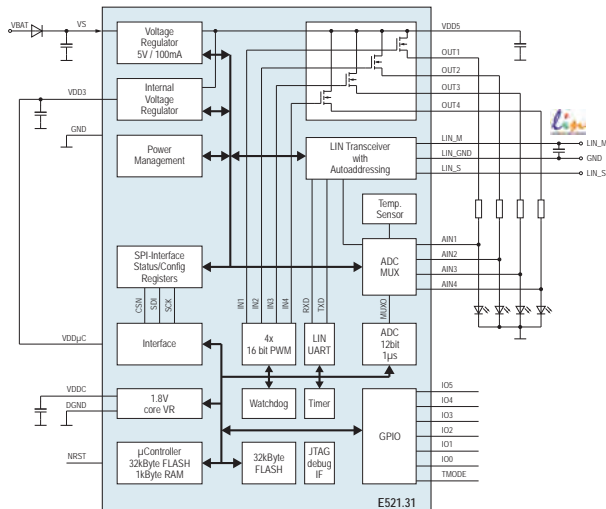 VBAT
VS
Voltage
Regulator
5V / 100mA
VDD5
OUT1
OUT2
OUT3
OUT4
VDD3
Internal
Voltage
Regulator
GND
Power
Management
LIN Transceiver
with
Autoaddressing
LIN_M
LIN_GND
LIN_S
lin
LIN_M
GND
LIN_S
Temp.
Sensor
SPI-Interface
Status/Config
Registers
ADC
MUX
AIN1
AIN2
AIN3
AIN4
CSN
SDI
SCK
IN1
IN2
IN3
IN4
RXD
TXD
MUXO
VDDµC
Interface
4x
16 bit PWM
LIN
UART
ADC
12bit
1µs
VDDC
DGND
1.8V
core VR
Watchdog
Timer
GPIO
IO5
IO4
IO3
IO2
IO1
IO0
TMODE
NRST
µController
32kByte FLASH
1kByte RAM
32kByte
FLASH
JTAG
debug
IF
E521.31